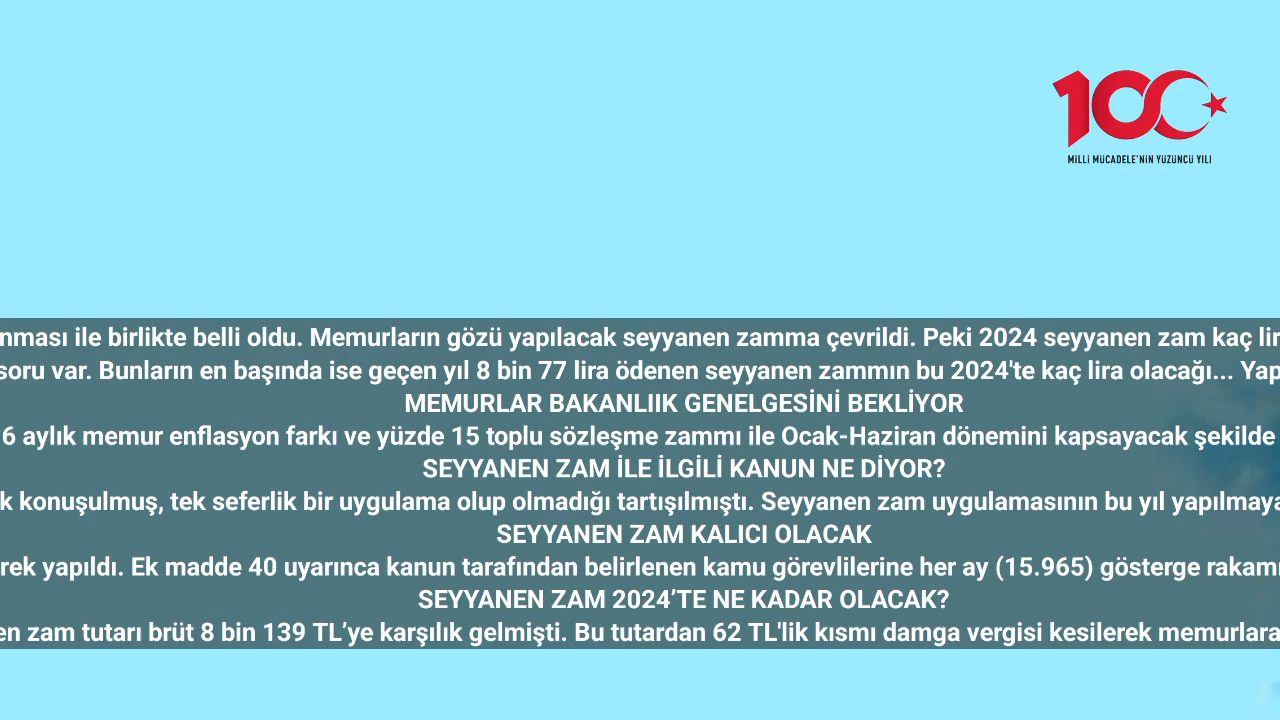 100
MİLLİ MÜCADELE'NİN YÜZÜNCÜ YILI
nması ile birlikte belli oldu. Memurların gözü yapılacak seyyanen zamma çevrildi. Peki 2024 seyyanen zam kaç lir
soru var. Bunların en başında ise geçen yıl 8 bin 77 lira ödenen seyyanen zammın bu 2024'te kaç lira olacağı... Yap
MEMURLAR BAKANLIIK GENELGESİNİ BEKLİYOR
6 aylık memur enflasyon farkı ve yüzde 15 toplu sözleşme zammı ile Ocak-Haziran dönemini kapsayacak şekilde
SEYYANEN ZAM İLE İLGİLİ KANUN NE DİYOR?
k konuşulmuş, tek seferlik bir uygulama olup olmadığı tartışılmıştı. Seyyanen zam uygulamasının bu yıl yapılmaya
SEYYANEN ZAM KALICI OLACAK
rek yapıldı. Ek madde 40 uyarınca kanun tarafından belirlenen kamu görevlilerine her ay (15.965) gösterge rakamı
SEYYANEN ZAM 2024’TE NE KADAR OLACAK?
en zam tutarı brüt 8 bin 139 TL’ye karşılık gelmişti. Bu tutardan 62 TL'lik kısmı damga vergisi kesilerek memurlara